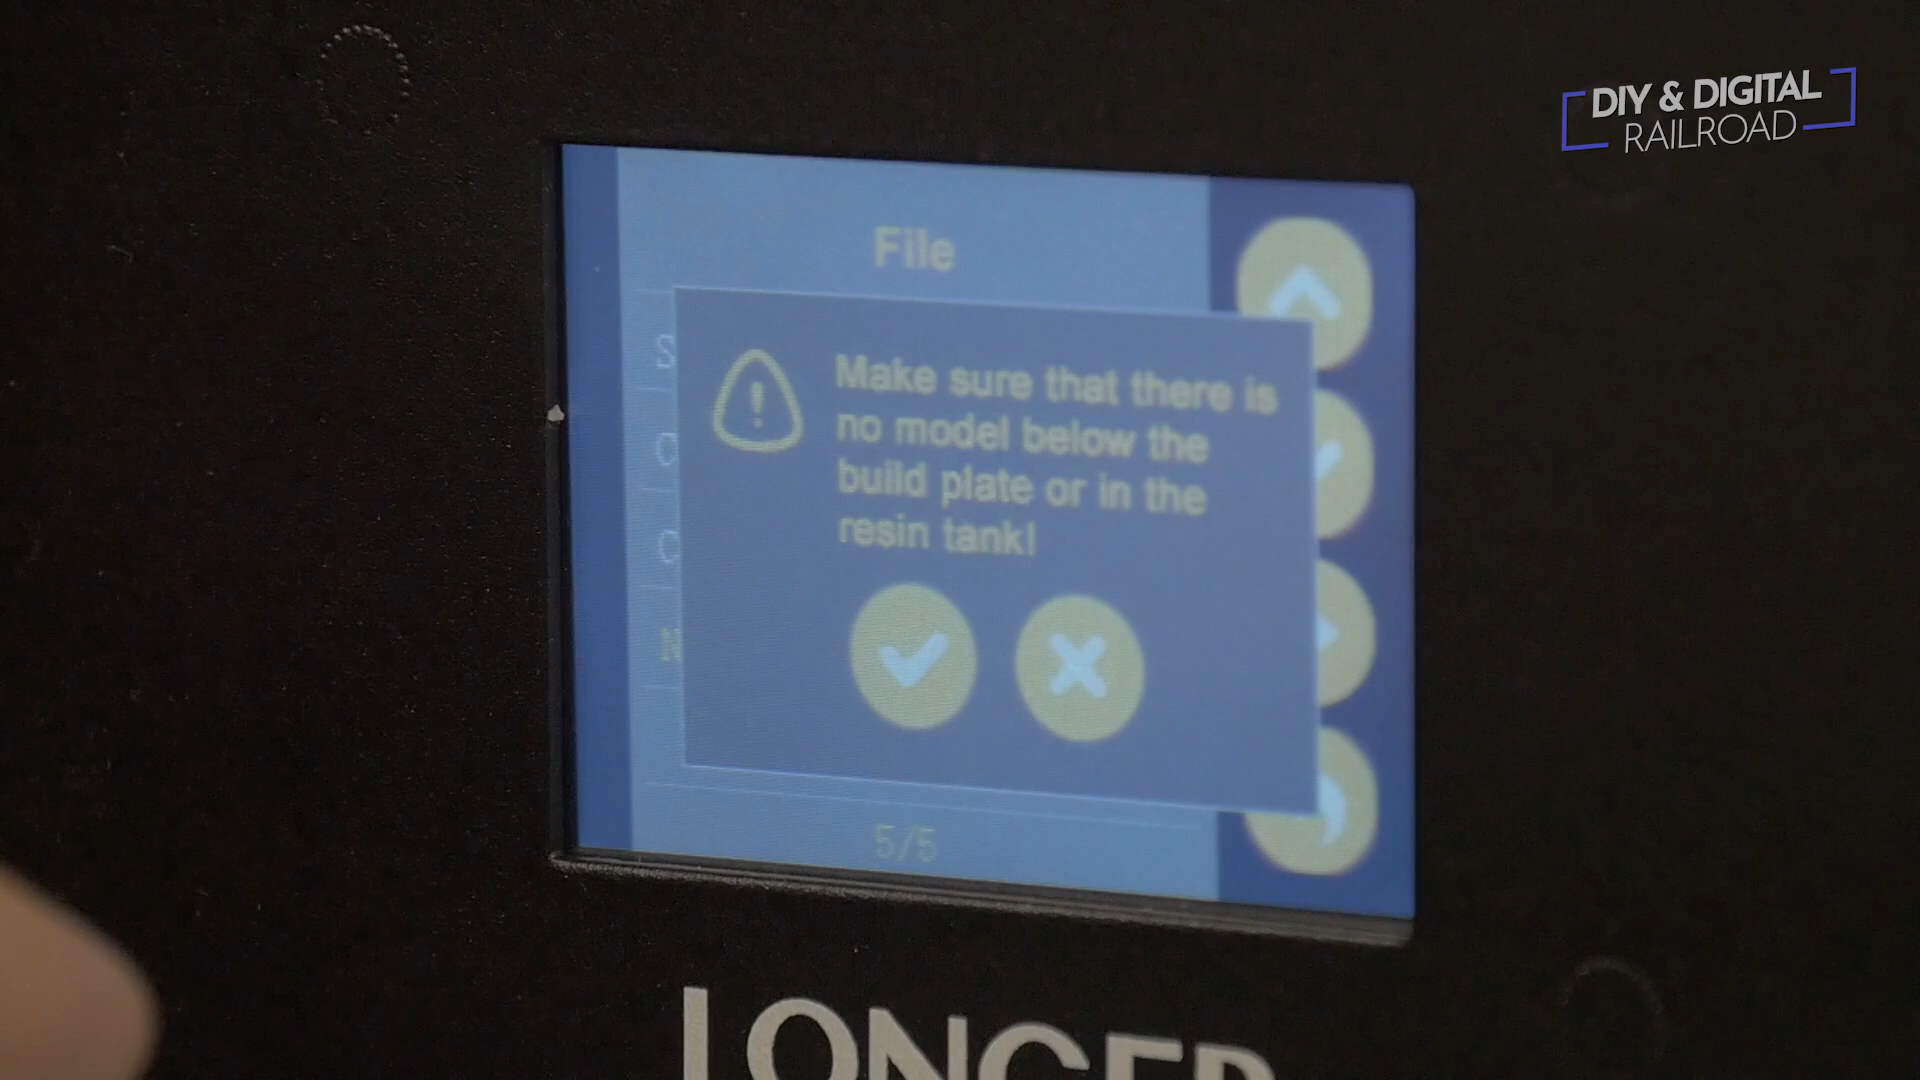 DIY & DIGITAL
RAILROAD
File
Make sure that there is
no model below the
build plate or in the
resin tank!
5/5
LONGER